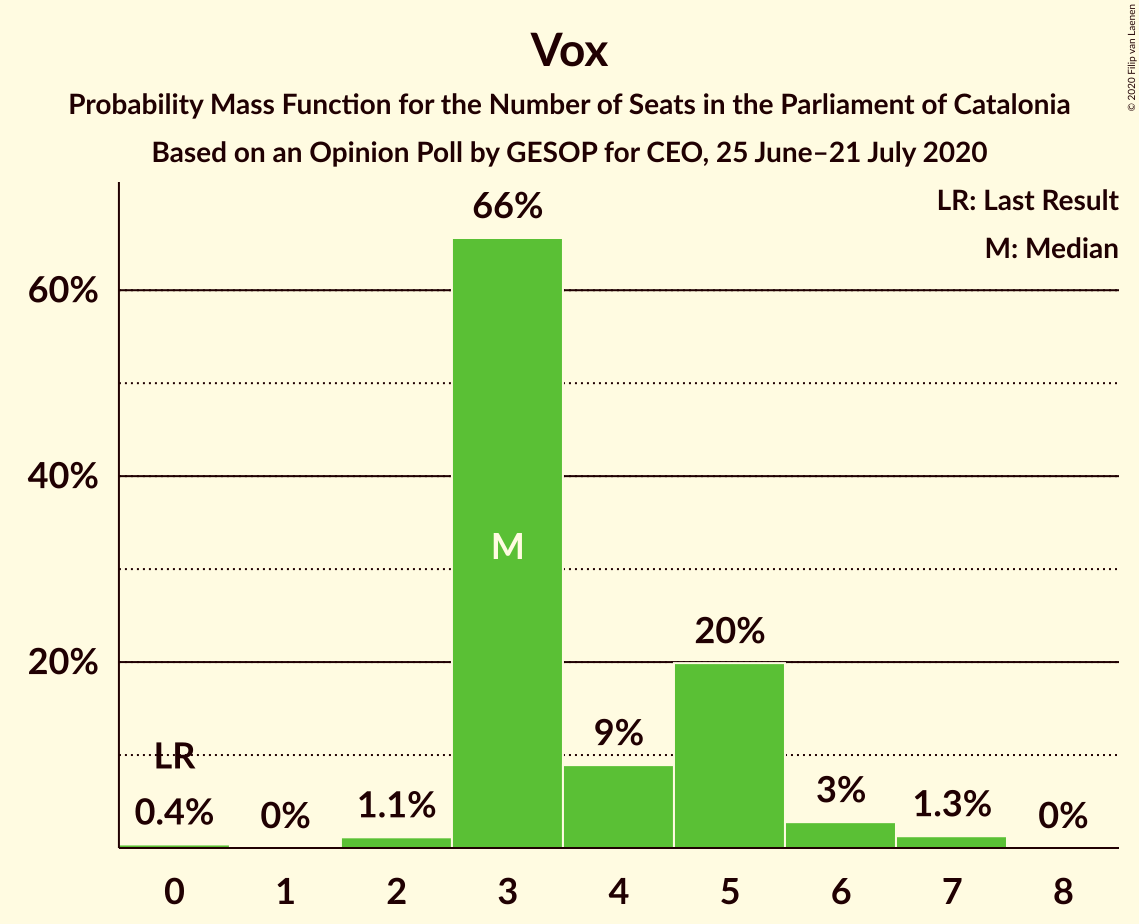 Vox
Probability Mass Function for the Number of Seats in the Parliament of Catalonia
Based on an Opinion Poll by GESOP for CEO, 25 June–21 July 2020
© 2020 Filip van Laenen
LR: Last Result
M: Median
66%
60%
40%
M
20%
20%
9%
LR
0.4%
0%
1.1%
3%
1.3%
0%
0 1 2 3 4 5 6 7 8